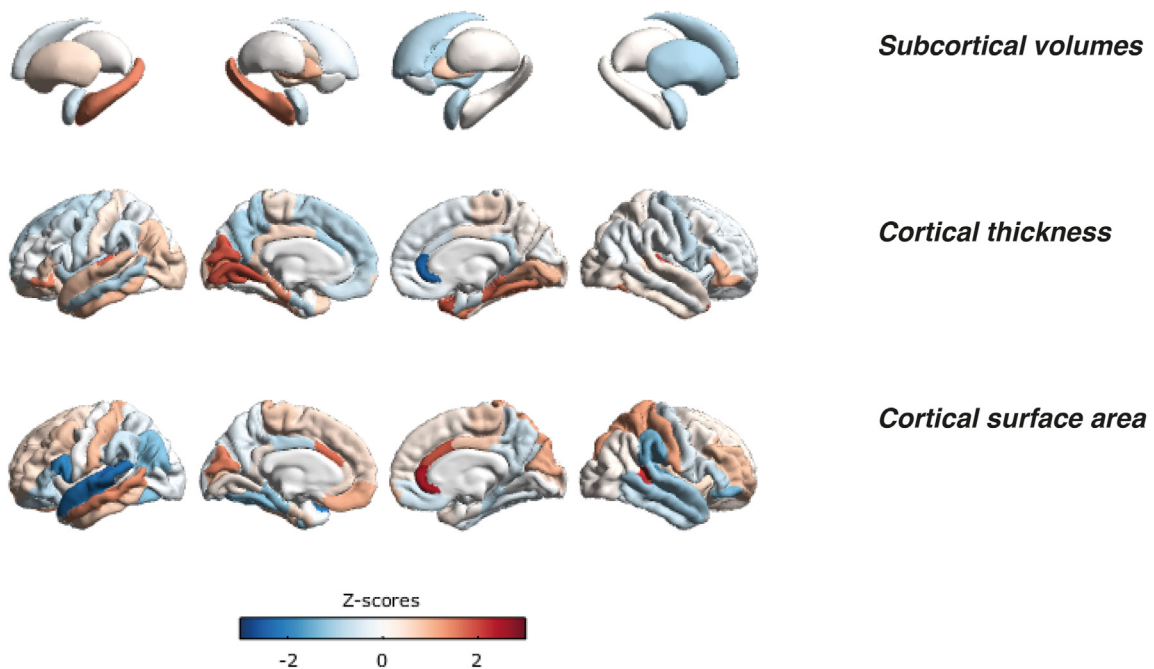 Subcortical volumes
Cortical thickness
Cortical surface area
Z-scores
-2 0 2